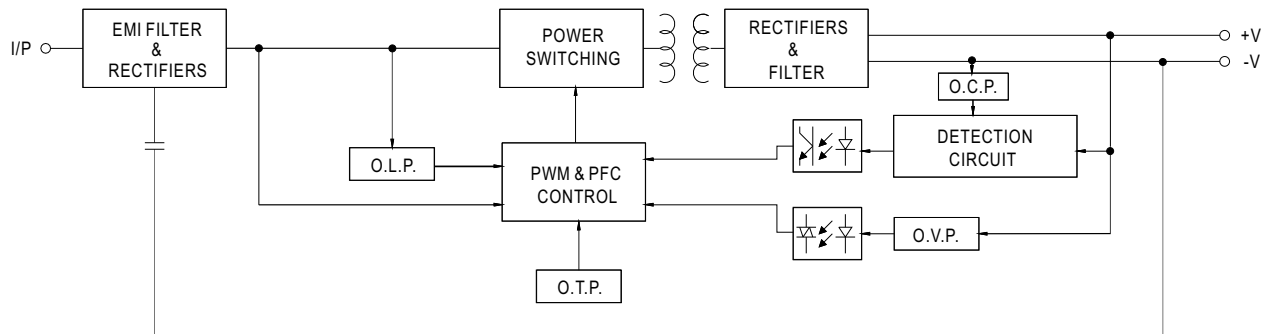 I/P
EMI FILTER
&
RECTIFIERS
POWER
SWITCHING
RECTIFIERS
&
FILTER
+V
-V
O.C.P.
DETECTION
CIRCUIT
O.L.P.
PWM & PFC
CONTROL
O.V.P.
O.T.P.